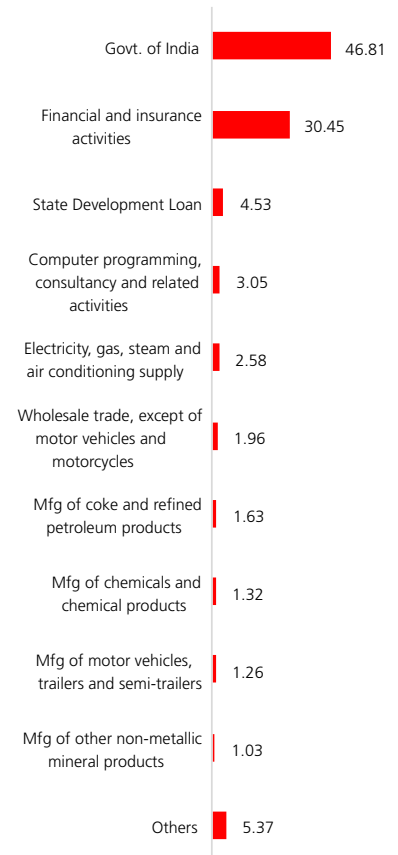 Govt. of India
46.81
Financial and insurance
activities
30.45
State Development Loan
4.53
Computer programming,
consultancy and related
activities
3.05
Electricity, gas, steam and
air conditioning supply
2.58
Wholesale trade, except of
motor vehicles and
motorcycles
1.96
Mfg of coke and refined
petroleum products
1.63
Mfg of chemicals and
chemical products
1.32
Mfg of motor vehicles,
trailers and semi-trailers
1.26
Mfg of other non-metallic
mineral products
1.03
Others
5.37